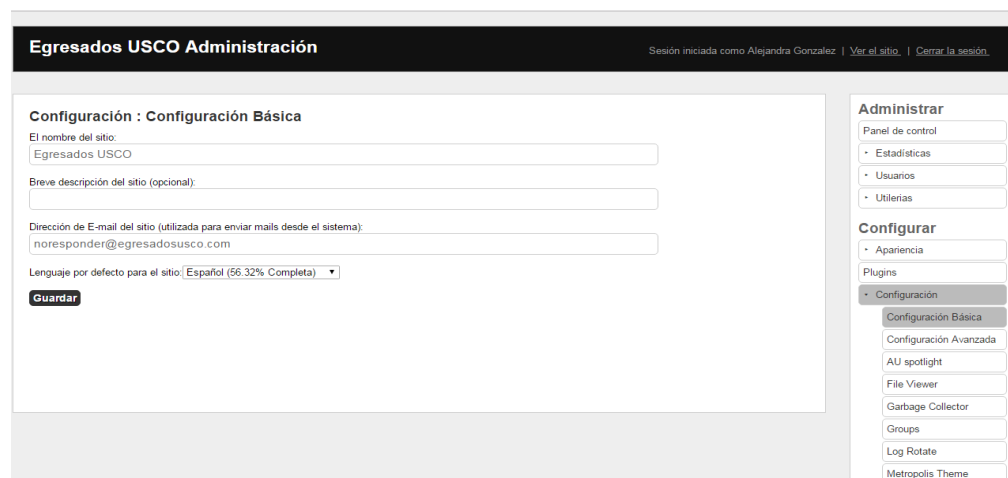 Egresados USCO Administración
Sesión iniciada como Alejandra Gonzalez | Ver el sitio | Cerrar la sesión
Configuración : Configuración Básica
El nombre del sitio:
Egresados USCO
Breve descripción del sitio (opcional):
Dirección de E-mail del sitio (utilizada para enviar mails desde el sistema):
noresponder@egresadosusco.com
Lenguaje por defecto para el sitio: Español (56.32% Completa)
Guardar
Administrar
Panel de control
Estadísticas
Usuarios
Utilerias
Configurar
Apariencia
Plugins
Configuración
Configuración Básica
Configuración Avanzada
AU spotlight
File Viewer
Garbage Collector
Groups
Log Rotate
Metropolis Theme